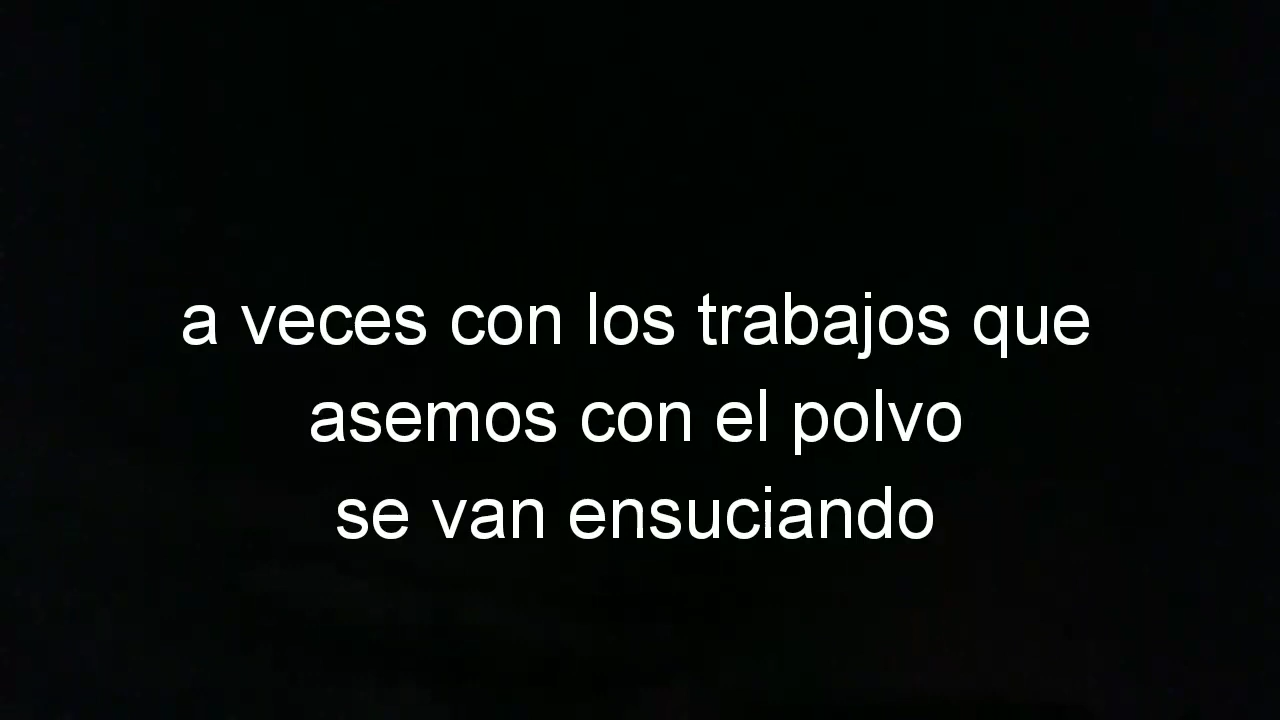 a veces con los trabajos que
asemos con el polvo
se van ensuciando